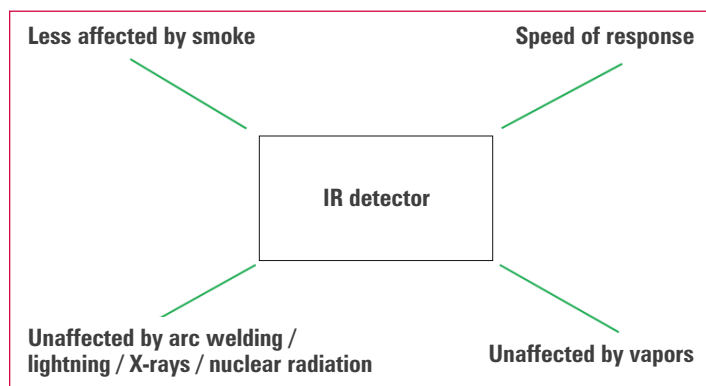 Less affected by smoke
Speed of response
IR detector
Unaffected by arc welding /
lightning / X-rays / nuclear radiation
Unaffected by vapors